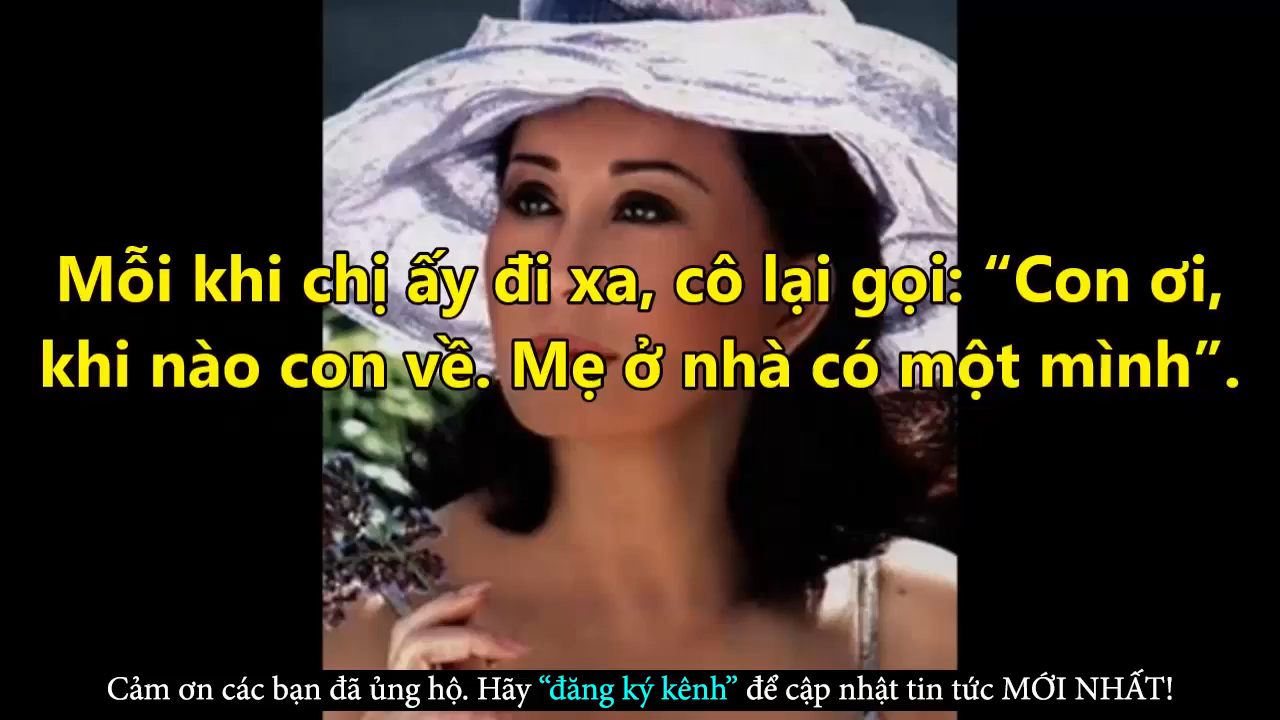 Mỗi khi chị ấy đi xa, cô lại gọi: “Con ơi,
khi nào con về. Mẹ ở nhà có một mình”.
Cảm ơn các bạn đã ủng hộ. Hãy “đăng ký kênh” để cập nhật tin tức MỚI NHẤT!